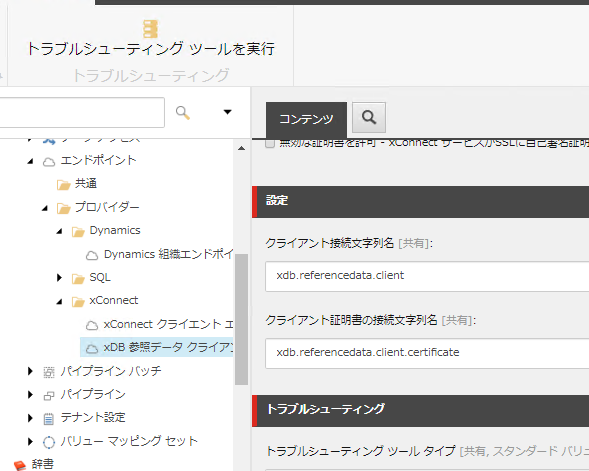 トラブルシューティング ツールを実行
トラブルシューティング
コンテンツ
無効な証明書を許可 - xConnect サービスがSSLに自己署名証明
エンドポイント
共通
プロバイダー
Dynamics
Dynamics 組織エンドポイ
SQL
xConnect
xConnect クライエント エ
xDB 参照データ クライアン
パイプライン バッチ
パイプライン
テナント設定
バリュー マッピング セット
辞書
設定
クライアント接続文字列名 [共有]:
xdb.referencedata.client
クライアント証明書の接続文字列名 [共有]:
xdb.referencedata.client.certificate
トラブルシューティング
トラブルシューティング ツール タイプ [共有, スタンダード バリュ